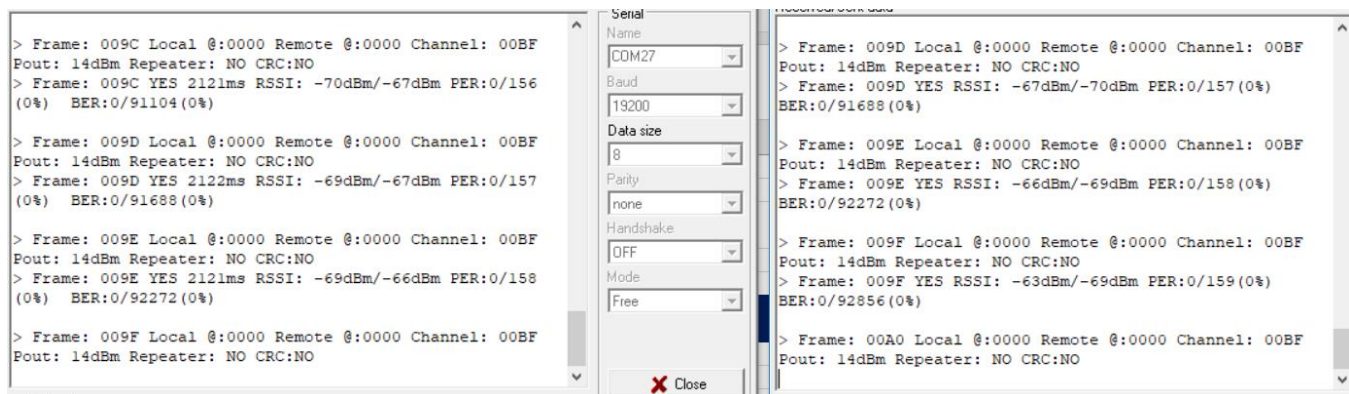 > Frame: 009C Local @:0000 Remote @:0000 Channel: 00BF
Pout: 14dBm Repeater: NO CRC:NO
> Frame: 009C YES 2121ms RSSI: -70dBm/-67dBm PER:0/156
(0%) BER:0/91104(0%)
> Frame: 009D Local @:0000 Remote @:0000 Channel: 00BF
Pout: 14dBm Repeater: NO CRC:NO
> Frame: 009D YES 2122ms RSSI: -69dBm/-67dBm PER:0/157
(0%) BER:0/91688(0%)
> Frame: 009E Local @:0000 Remote @:0000 Channel: 00BF
Pout: 14dBm Repeater: NO CRC:NO
> Frame: 009E YES 2121ms RSSI: -69dBm/-66dBm PER:0/158
(0%) BER:0/92272(0%)
> Frame: 009F Local @:0000 Remote @:0000 Channel: 00BF
Pout: 14dBm Repeater: NO CRC:NO
Serial
Name
COM27
Baud
19200
Data size
8
Parity
none
Handshake
OFF
Mode
Free
Close
Received/Sent data
> Frame: 009D Local @:0000 Remote @:0000 Channel: 00BF
Pout: 14dBm Repeater: NO CRC:NO
> Frame: 009D YES RSSI: -67dBm/-70dBm PER:0/157(0%)
BER:0/91688(0%)
> Frame: 009E Local @:0000 Remote @:0000 Channel: 00BF
Pout: 14dBm Repeater: NO CRC:NO
> Frame: 009E YES RSSI: -66dBm/-69dBm PER:0/158(0%)
BER:0/92272(0%)
> Frame: 009F Local @:0000 Remote @:0000 Channel: 00BF
Pout: 14dBm Repeater: NO CRC:NO
> Frame: 009F YES RSSI: -63dBm/-69dBm PER:0/159(0%)
BER:0/92856(0%)
> Frame: 00A0 Local @:0000 Remote @:0000 Channel: 00BF
Pout: 14dBm Repeater: NO CRC:NO